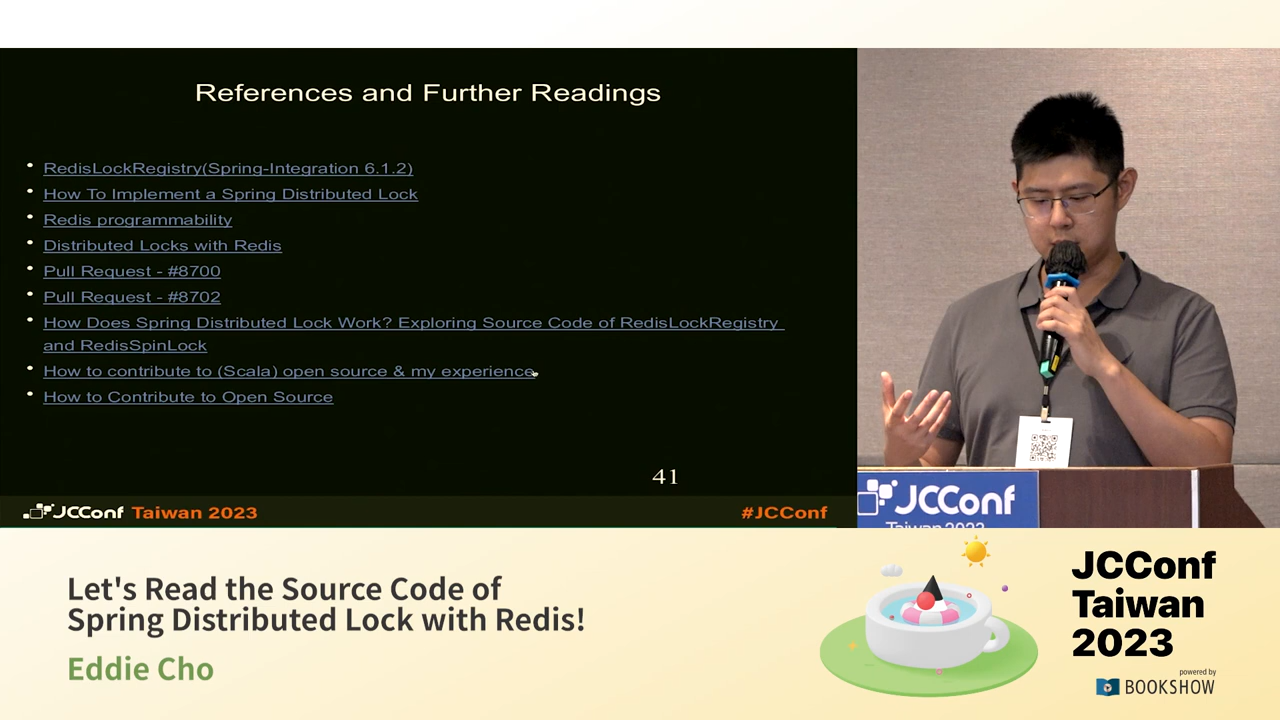 References and Further Readings
RedisLockRegistry(Spring-Integration 6.1.2)
How To Implement a Spring Distributed Lock
Redis programmability
Distributed Locks with Redis
Pull Request - #8700
Pull Request - #8702
How Does Spring Distributed Lock Work? Exploring Source Code of RedisLockRegistry
and RedisSpinLock
How to contribute to (Scala) open source & my experience
How to Contribute to Open Source
41
JCConf Taiwan 2023
#JCConf
JCConf
Taiwan 2023
Let's Read the Source Code of
Spring Distributed Lock with Redis!
Eddie Cho
JCConf
Taiwan
2023
powered by
BOOKSHOW